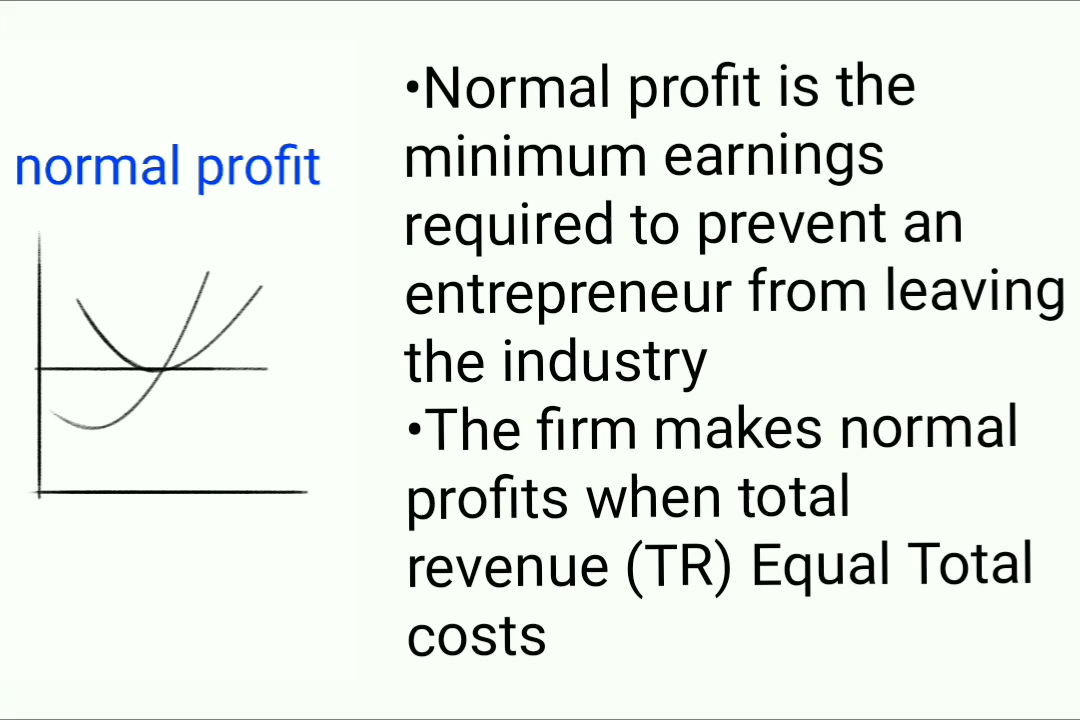 normal profit
•Normal profit is the
minimum earnings
required to prevent an
entrepreneur from leaving
the industry
•The firm makes normal
profits when total
revenue (TR) Equal Total
costs